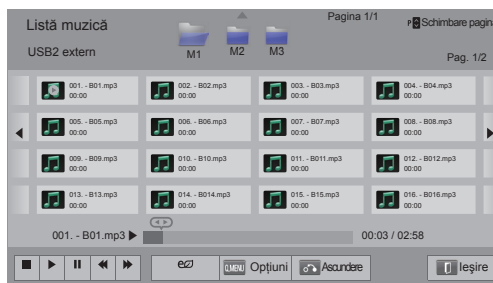 Listă muzică
Pagina 1/1
P Schimbare pagin
USB2 extern
M1
M2
M3
Pag. 1/2
001. - B01.mp3
00:00
002. - B02.mp3
00:00
003. - B03.mp3
00:00
004. - B04.mp3
00:00
005. - B05.mp3
00:00
006. - B06.mp3
00:00
007. - B07.mp3
00:00
008. - B08.mp3
00:00
009. - B09.mp3
00:00
010. - B10.mp3
00:00
011. - B011.mp3
00:00
012. - B012.mp3
00:00
013. - B13.mp3
00:00
014. - B014.mp3
00:00
015. - B15.mp3
00:00
016. - B016.mp3
00:00
001. - B01.mp3
00:03 / 02:58
Q.MENU Opțiuni
Ascundere
Ieșire